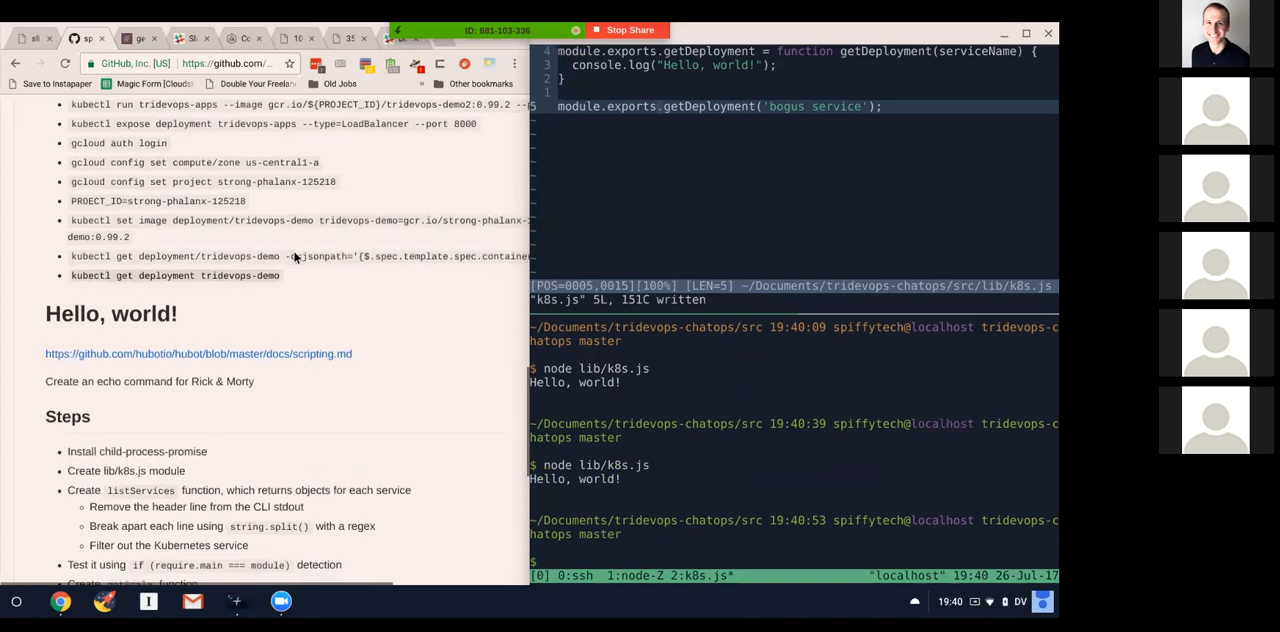 ID: 881-103-336
Stop Share
sli
sp
ge
Sl
Co
10
35
GitHub, Inc. [US]
https://github.com/...
Save to Instapaper
Magic Form [Cloudst
Double Your Freelan
Old Jobs
»
Other bookmarks
kubectl run tridevops-apps --image gcr.io/${PROJECT_ID}/tridevops-demo2:0.99.2 --
kubectl expose deployment tridevops-apps --type=LoadBalancer --port 8000
gcloud auth login
gcloud config set compute/zone us-central1-a
gcloud config set project strong-phalanx-125218
PROECT_ID=strong-phalanx-125218
kubectl set image deployment/tridevops-demo tridevops-demo=gcr.io/strong-phalanx-
demo:0.99.2
kubectl get deployment/tridevops-demo -o jsonpath='{$.spec.template.spec.container
kubectl get deployment tridevops-demo
Hello, world!
https://github.com/hubotio/hubot/blob/master/docs/scripting.md
Create an echo command for Rick & Morty
Steps
Install child-process-promise
Create lib/k8s.js module
Create listServices function, which returns objects for each service
Remove the header line from the CLI stdout
Break apart each line using string.split() with a regex
Filter out the Kubernetes service
Test it using if (require.main === module) detection
4 module.exports.getDeployment = function getDeployment(serviceName) {
3 console.log("Hello, world!");
2 }
1
5 module.exports.getDeployment('bogus service');
~
~
~
~
~
~
~
~
~
~
~
~
[POS=0005,0015][100%] [LEN=5] ~/Documents/tridevops-chatops/src/lib/k8s.js
"k8s.js" 5L, 151C written
~/Documents/tridevops-chatops/src 19:40:09 spiffytech@localhost tridevops-c
hatops master
$ node lib/k8s.js
Hello, world!
~/Documents/tridevops-chatops/src 19:40:39 spiffytech@localhost tridevops-c
hatops master
$ node lib/k8s.js
Hello, world!
~/Documents/tridevops-chatops/src 19:40:53 spiffytech@localhost tridevops-c
hatops master
$
[0] 0:ssh 1:node-Z 2:k8s.js* "localhost" 19:40 26-Jul-17
19:40
DV